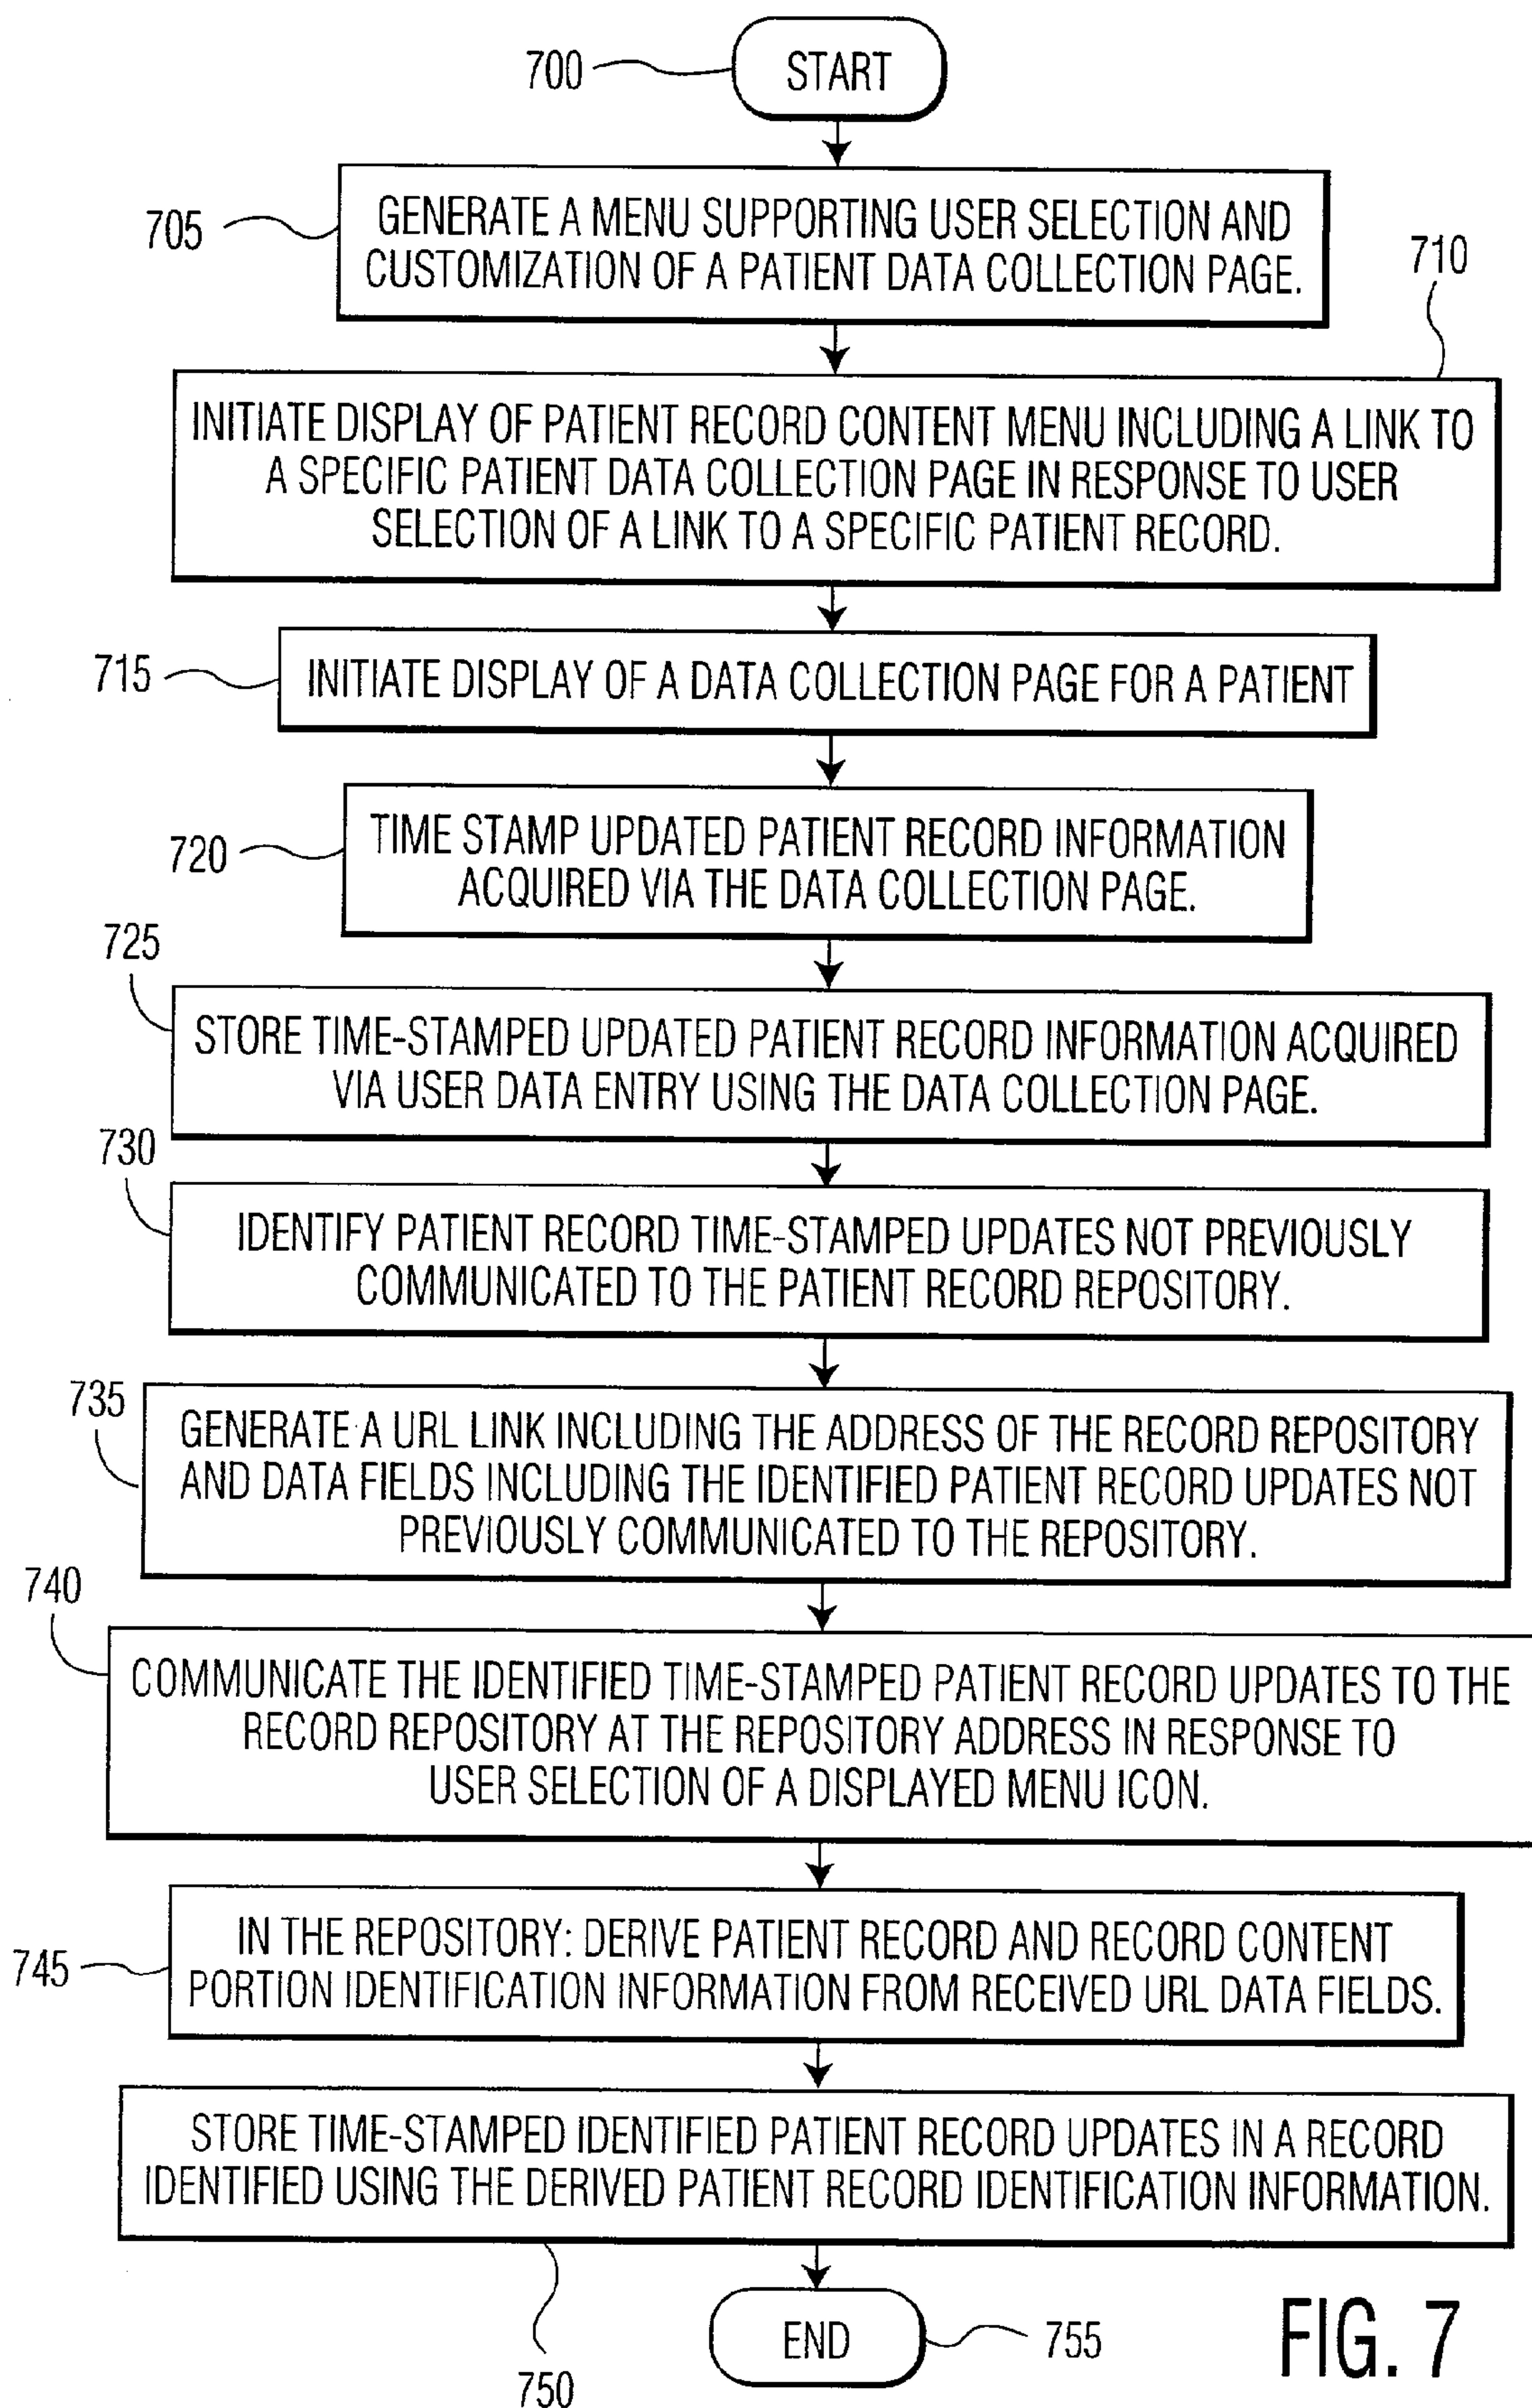 700
START
705
GENERATE A MENU SUPPORTING USER SELECTION AND
CUSTOMIZATION OF A PATIENT DATA COLLECTION PAGE.
710
INITIATE DISPLAY OF PATIENT RECORD CONTENT MENU INCLUDING A LINK TO
A SPECIFIC PATIENT DATA COLLECTION PAGE IN RESPONSE TO USER
SELECTION OF A LINK TO A SPECIFIC PATIENT RECORD.
715
INITIATE DISPLAY OF A DATA COLLECTION PAGE FOR A PATIENT
720
TIME STAMP UPDATED PATIENT RECORD INFORMATION
ACQUIRED VIA THE DATA COLLECTION PAGE.
725
STORE TIME-STAMPED UPDATED PATIENT RECORD INFORMATION ACQUIRED
VIA USER DATA ENTRY USING THE DATA COLLECTION PAGE.
730
IDENTIFY PATIENT RECORD TIME-STAMPED UPDATES NOT PREVIOUSLY
COMMUNICATED TO THE PATIENT RECORD REPOSITORY.
735
GENERATE A URL LINK INCLUDING THE ADDRESS OF THE RECORD REPOSITORY
AND DATA FIELDS INCLUDING THE IDENTIFIED PATIENT RECORD UPDATES NOT
PREVIOUSLY COMMUNICATED TO THE REPOSITORY.
740
COMMUNICATE THE IDENTIFIED TIME-STAMPED PATIENT RECORD UPDATES TO THE
RECORD REPOSITORY AT THE REPOSITORY ADDRESS IN RESPONSE TO
USER SELECTION OF A DISPLAYED MENU ICON.
745
IN THE REPOSITORY: DERIVE PATIENT RECORD AND RECORD CONTENT
PORTION IDENTIFICATION INFORMATION FROM RECEIVED URL DATA FIELDS.
STORE TIME-STAMPED IDENTIFIED PATIENT RECORD UPDATES IN A RECORD
IDENTIFIED USING THE DERIVED PATIENT RECORD IDENTIFICATION INFORMATION.
750
END
755
FIG. 7